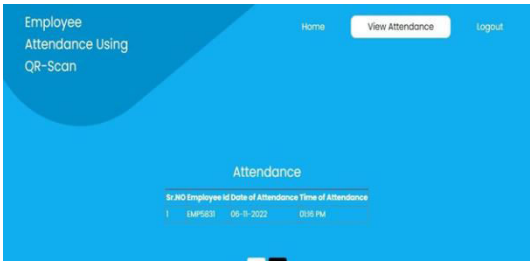 Employee
Attendance Using
QR-Scan
Home
View Attendance
Logout
Attendance
Sr.NO Employee Id Date of Attendance Time of Attendance
1 EMP5831 06-11-2022 01:16 PM